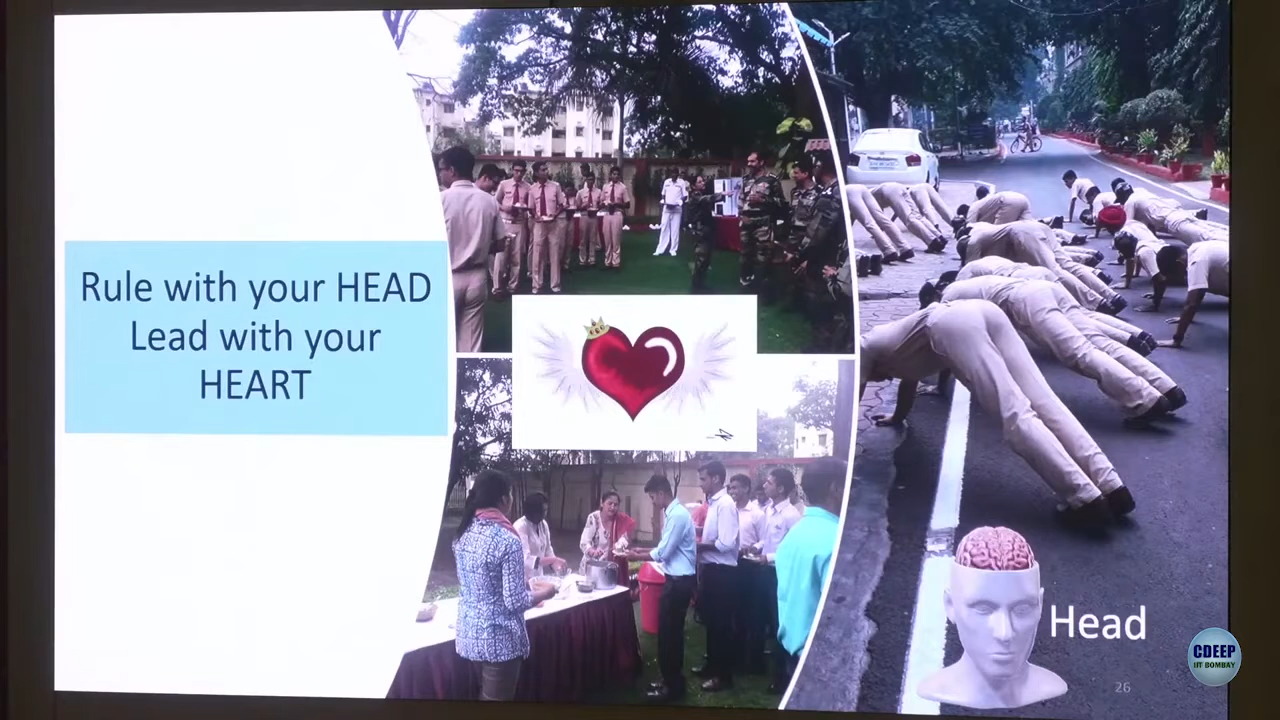 Rule with your HEAD
Lead with your
HEART
Head
26
CDEEP
IIT BOMBAY